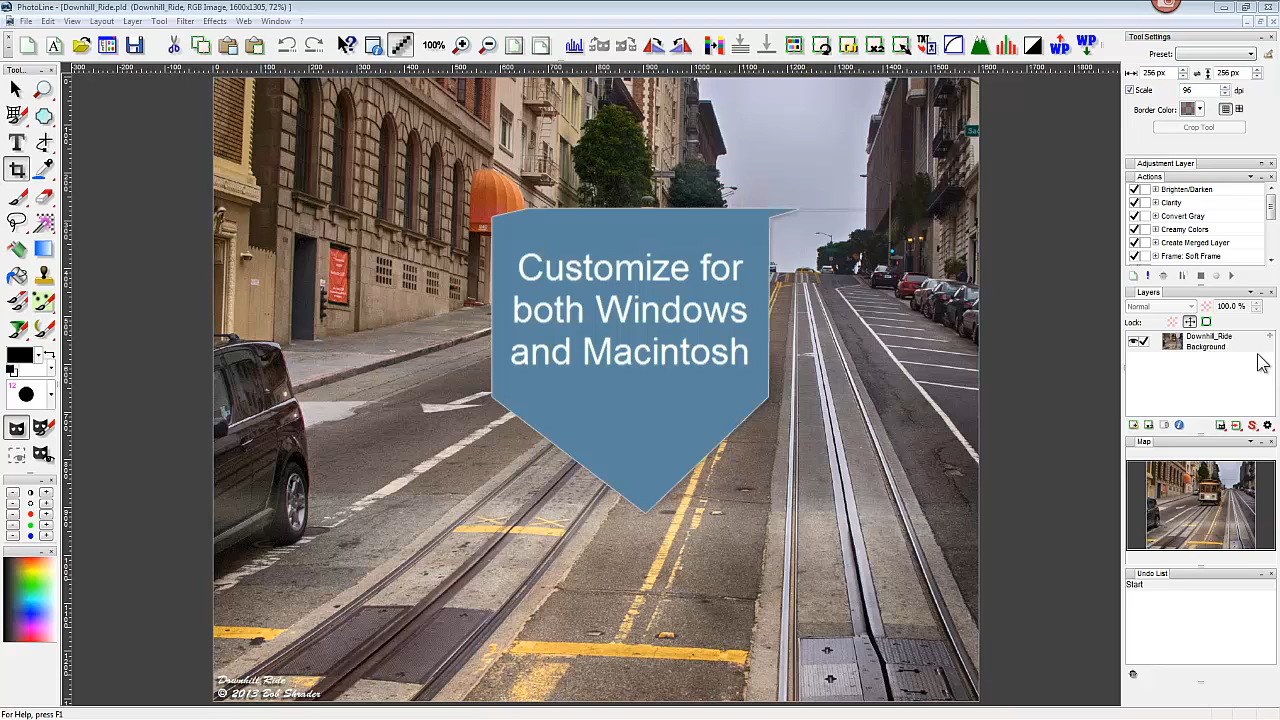 PhotoLine - [Downhill_Ride.pld (Downhill_Ride, RGB Image, 1600x1305, 72%)]
File Edit View Layout Layer Tool Filter Effects Web Window ?
100%
Tool Settings
Preset:
256 px 256 px
Scale 96 dpi
Border Color:
Crop Tool
Adjustment Layer
Actions
Brighten/Darken
Clarity
Convert Gray
Creamy Colors
Create Merged Layer
Frame: Soft Frame
Layers
Normal 100.0 %
Lock:
Downhill_Ride
Background
Map
Undo List
Start
Tool...
12
Customize for
both Windows
and Macintosh
Downhill Ride
© 2013 Bob Shrader
For Help, press F1